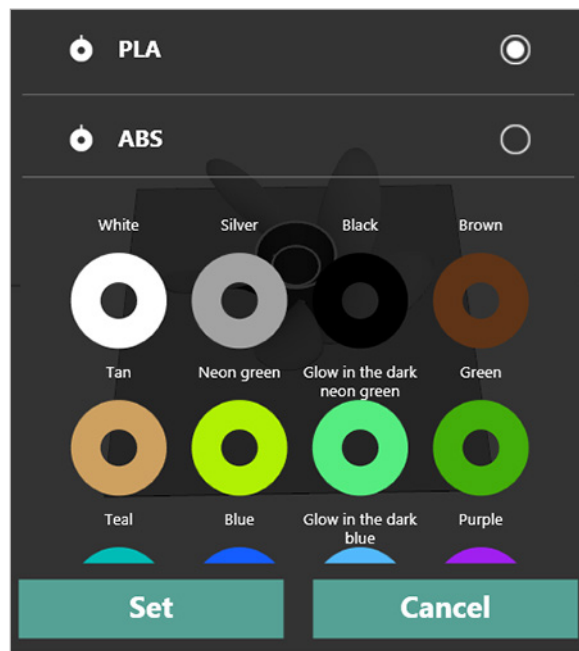 PLA
ABS
White Silver Black Brown
Tan Neon green Glow in the dark neon green Green
Teal Blue Glow in the dark blue Purple
Set Cancel